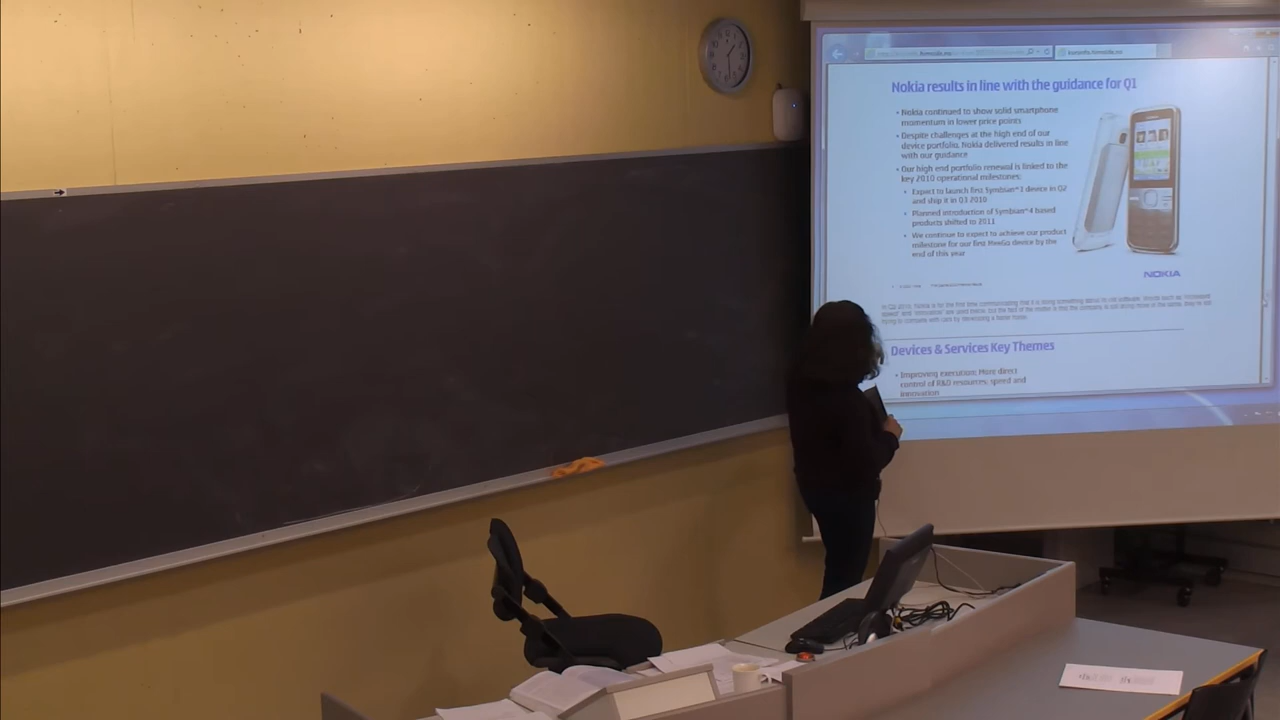 Nokia results in line with the guidance for Q1
• Nokia continued to show solid smartphone
momentum in lower price points
• Despite challenges at the high end of our
device portfolio, Nokia delivered results in line
with our guidance
• Our high end portfolio renewal is linked to the
key 2010 operational milestones:
• Expect to launch first Symbian^3 device in Q2
and ship it in Q3 2010
• Planned introduction of Symbian^4 based
products shifted to 2011
• We continue to expect to achieve our product
milestone for our first MeeGo device by the
end of this year
NOKIA
Devices & Services Key Themes
• Improving execution: More direct
control of R&D resources, speed and
innovation